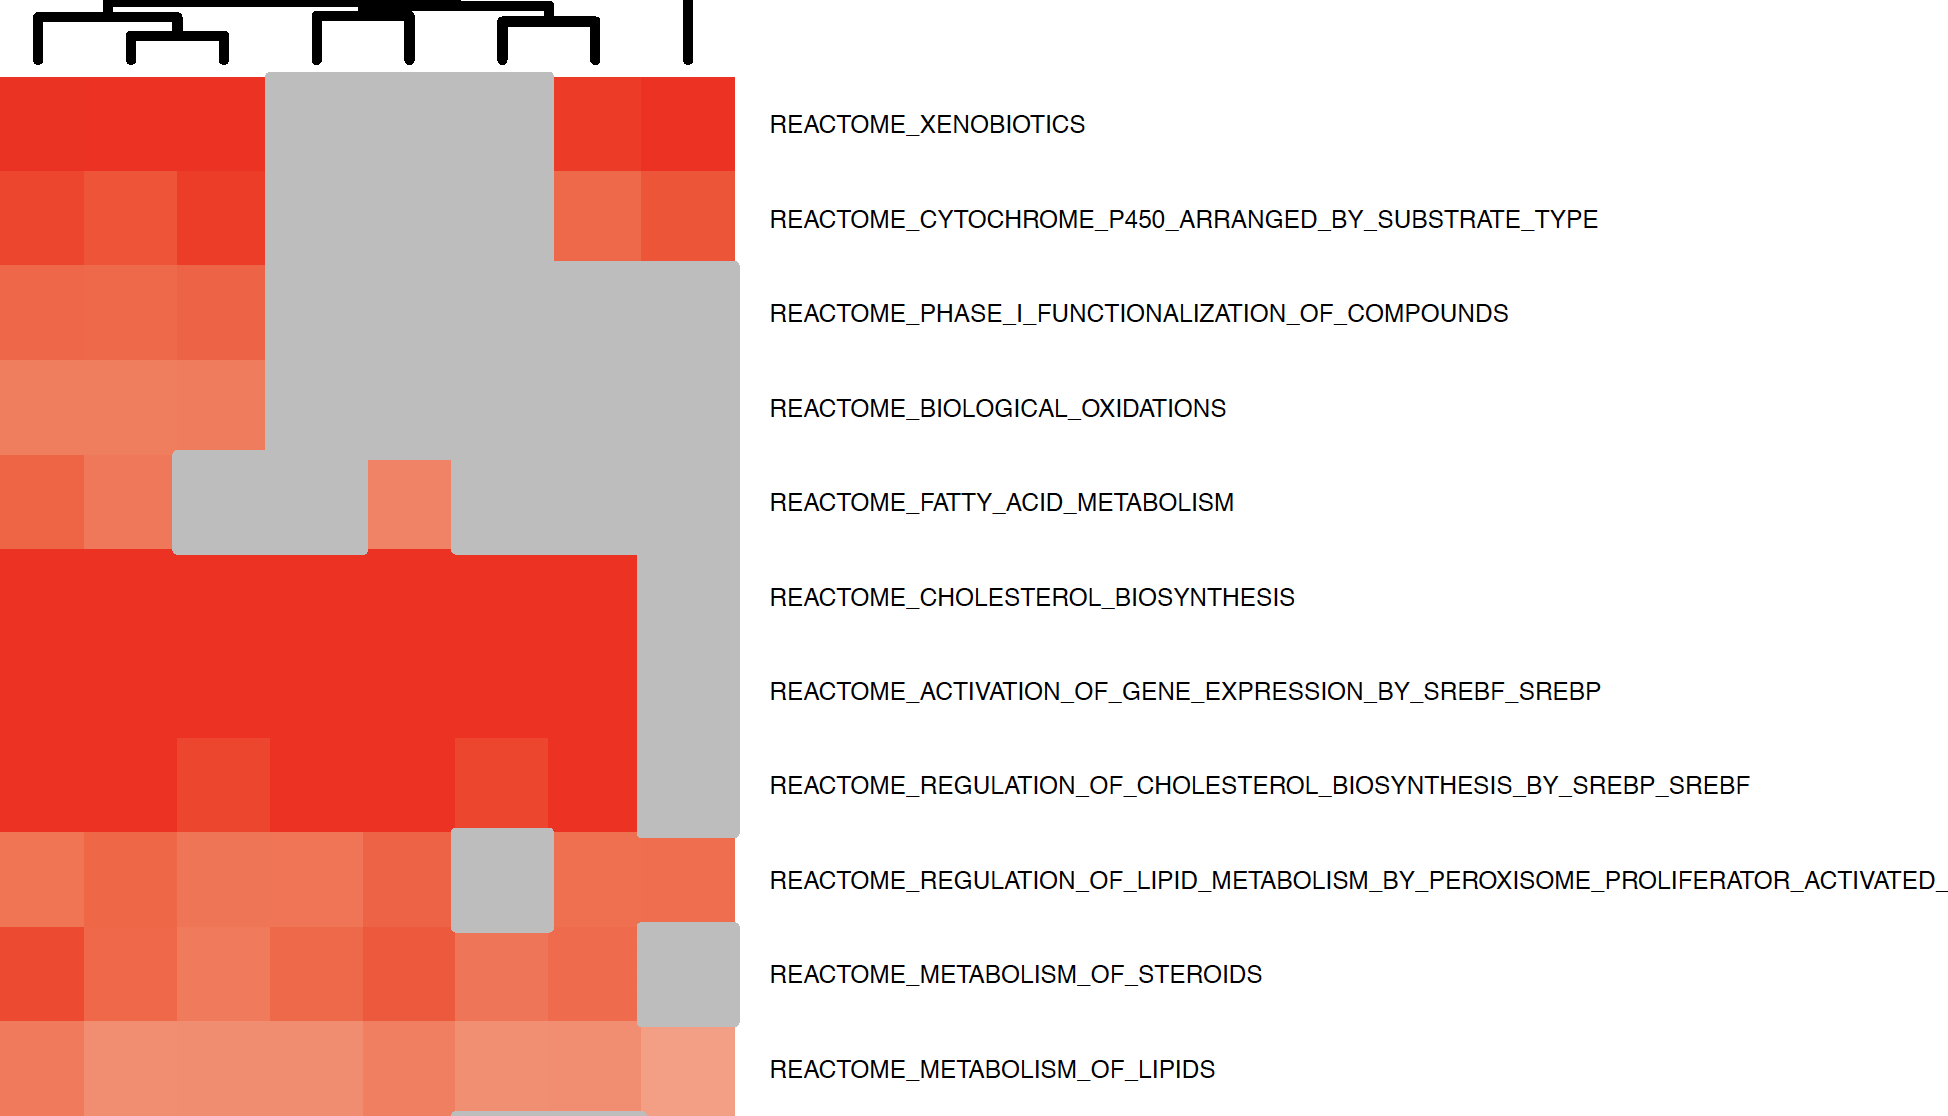 REACTOME_XENOBIOTICS
REACTOME_CYTOCHROME_P450_ARRANGED_BY_SUBSTRATE_TYPE
REACTOME_PHASE_I_FUNCTIONALIZATION_OF_COMPOUNDS
REACTOME_BIOLOGICAL_OXIDATIONS
REACTOME_FATTY_ACID_METABOLISM
REACTOME_CHOLESTEROL_BIOSYNTHESIS
REACTOME_ACTIVATION_OF_GENE_EXPRESSION_BY_SREBF_SREBP
REACTOME_REGULATION_OF_CHOLESTEROL_BIOSYNTHESIS_BY_SREBP_SREBF
REACTOME_REGULATION_OF_LIPID_METABOLISM_BY_PEROXISOME_PROLIFERATOR_ACTIVATED_
REACTOME_METABOLISM_OF_STEROIDS
REACTOME_METABOLISM_OF_LIPIDS